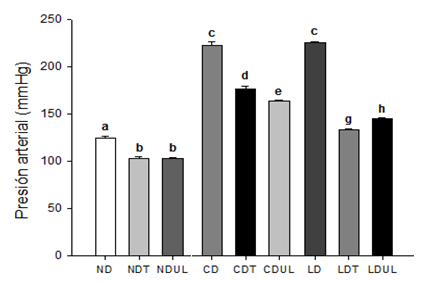 Presión arterial (mmHg)
250
200
150
100
50
0
a
b
b
c
d
e
c
g
h
ND
NDT
NDUL
CD
CDT
CDUL
LD
LDT
LDUL